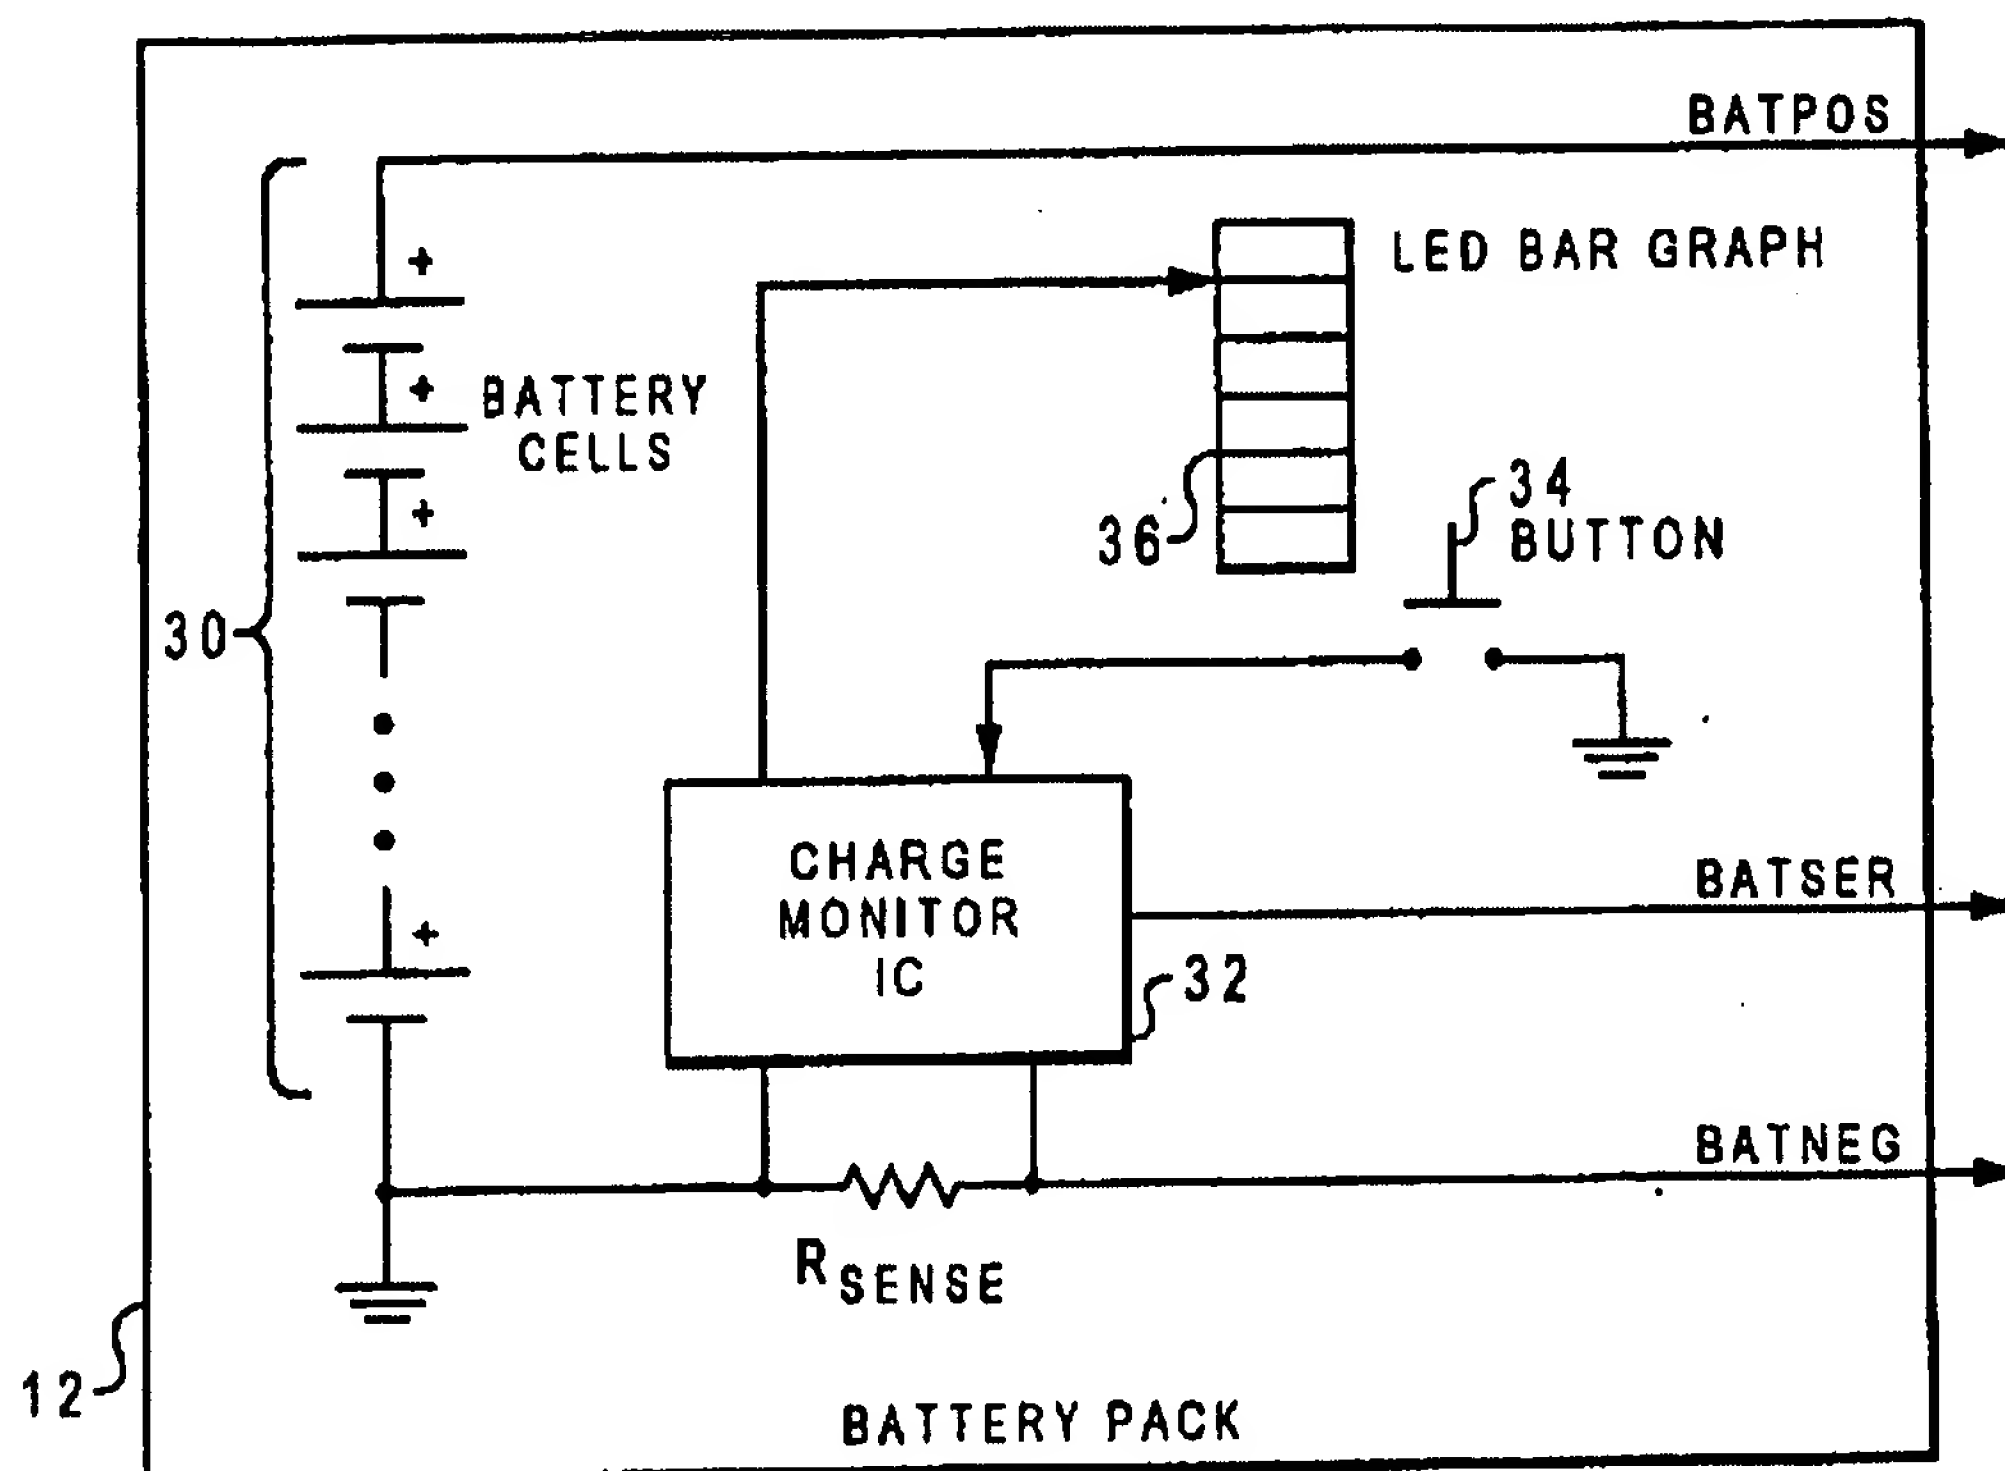 BATPOS
+
LED BAR GRAPH
+
BATTERY
CELLS
+
36
34
BUTTON
30
CHARGE
MONITOR
IC
BATSER
+
32
BATNEG
RSENSE
12
BATTERY PACK